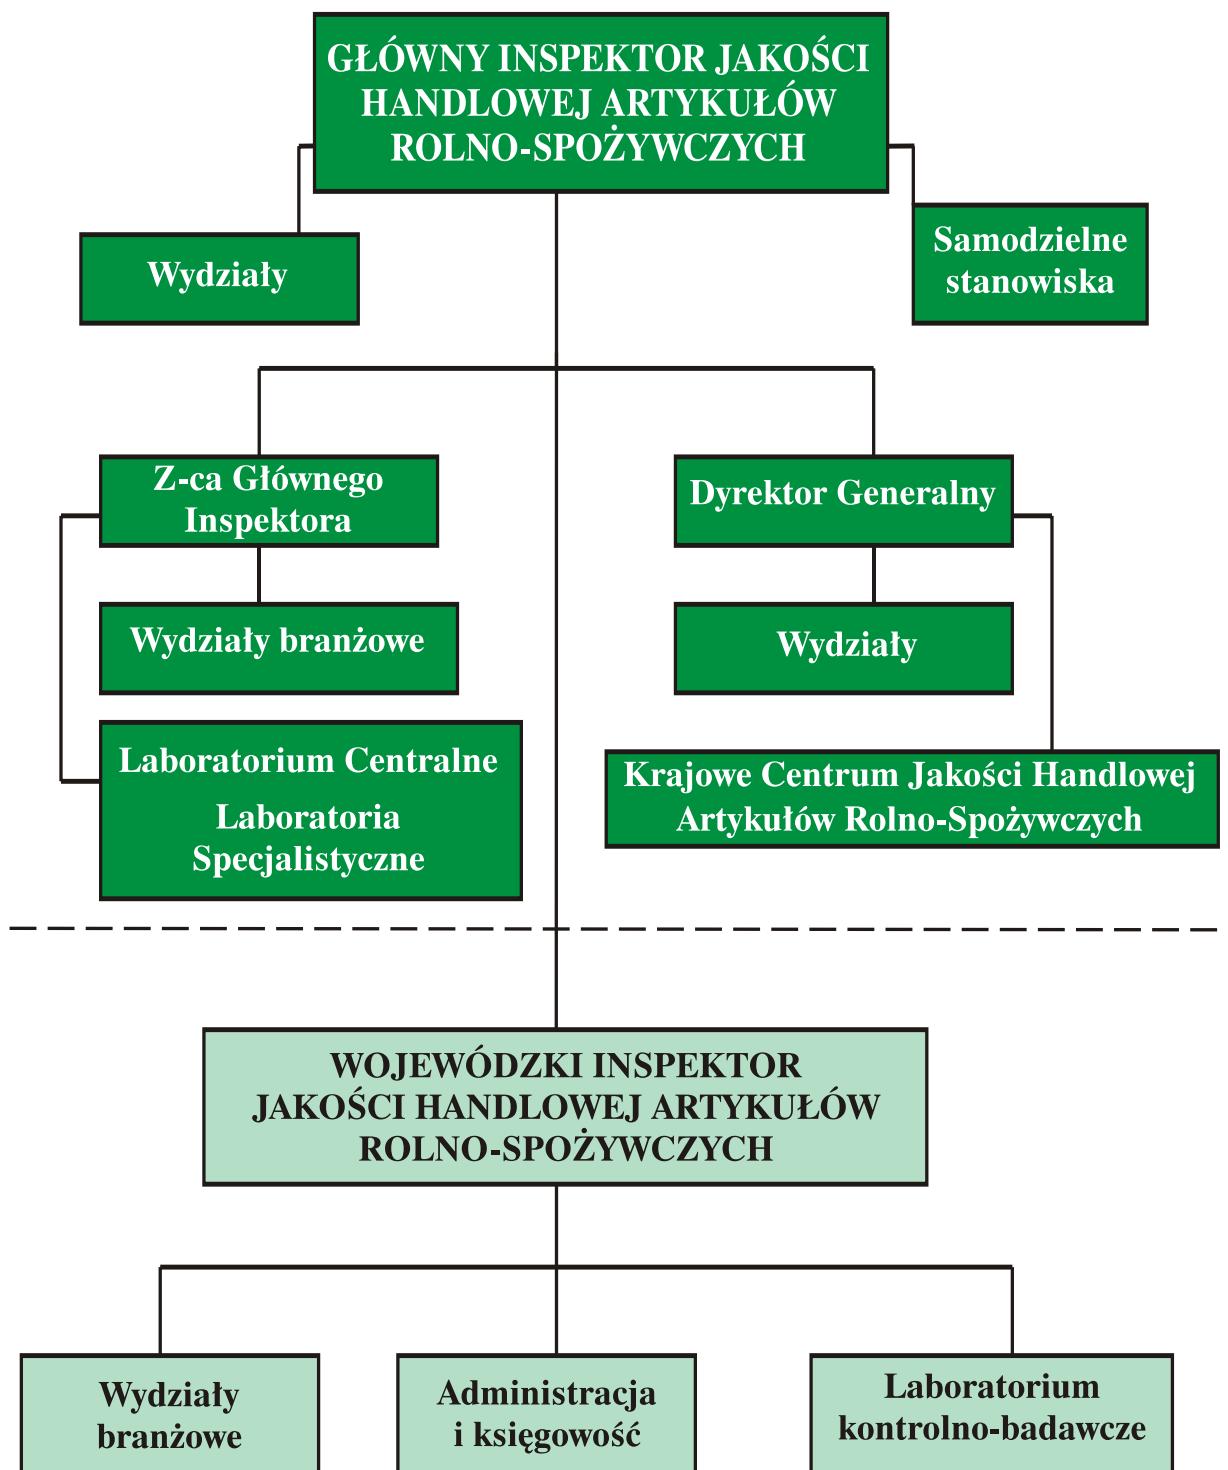 GŁÓWNY INSPEKTOR JAKOŚCI
HANDLOWEJ ARTYKUŁÓW
ROLNO-SPOŻYWCZYCH
Wydziały
Samodzielne
stanowiska
Z-ca Głównego
Inspektora
Dyrektor Generalny
Wydziały branżowe
Wydziały
Laboratorium Centralne
Laboratoria
Specjalistyczne
Krajowe Centrum Jakości Handlowej
Artykułów Rolno-Spożywczych
WOJEWÓDZKI INSPEKTOR
JAKOŚCI HANDLOWEJ ARTYKUŁÓW
ROLNO-SPOŻYWCZYCH
Wydziały
branżowe
Administracja
i księgowość
Laboratorium
kontrolno-badawcze